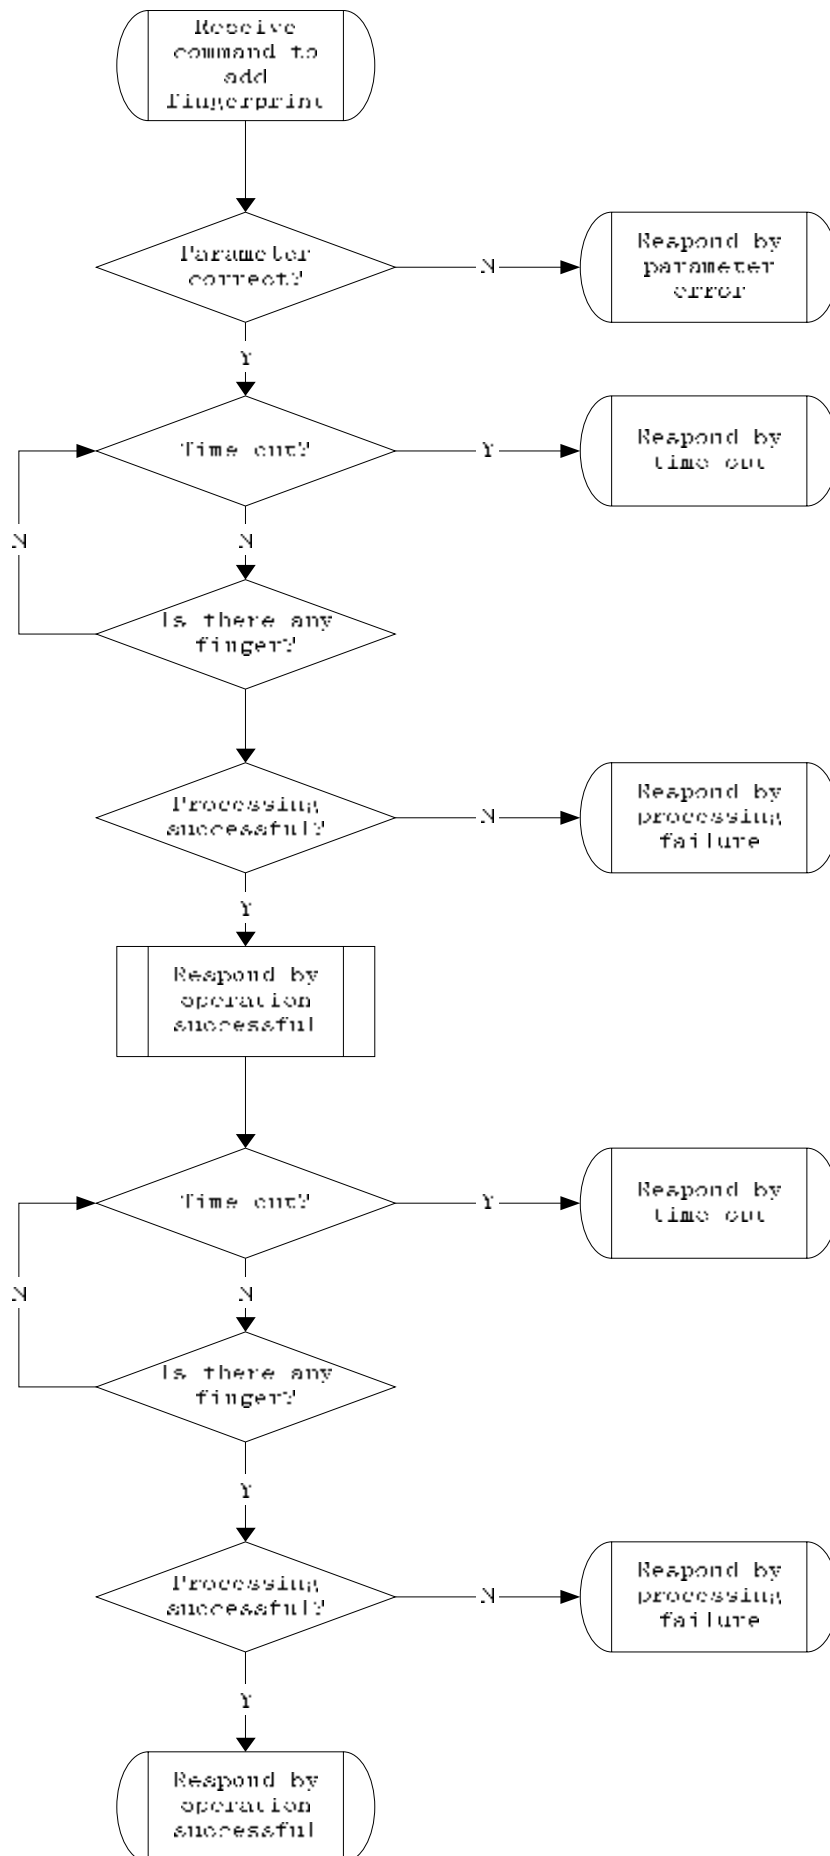 Receive
command to
add
fingerprint
Parameter
correct?
N
Respond by
parameter
error
Y
Time out?
Y
Respond by
time out
N
N
Is there any
finger?
Processing
successful?
N
Respond by
processing
failure
Y
Respond by
operation
successful
Time out?
Y
Respond by
time out
N
N
Is there any
finger?
Y
Processing
successful?
N
Respond by
processing
failure
Y
Respond by
operation
successful